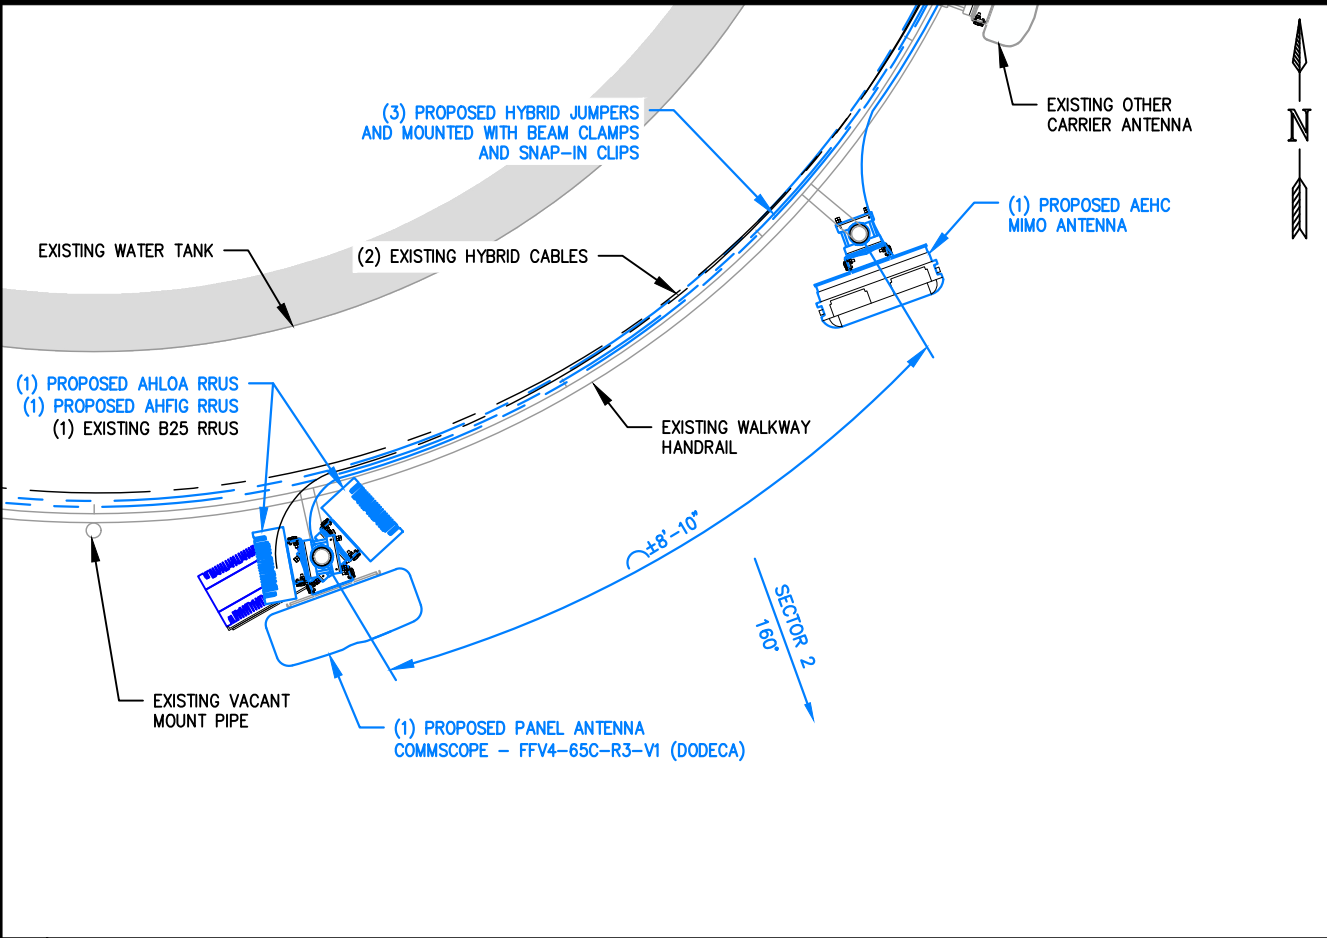 (3) PROPOSED HYBRID JUMPERS
AND MOUNTED WITH BEAM CLAMPS
AND SNAP-IN CLIPS
EXISTING OTHER
CARRIER ANTENNA
N
(1) PROPOSED AEHC
MIMO ANTENNA
EXISTING WATER TANK
(2) EXISTING HYBRID CABLES
(1) PROPOSED AHLOA RRUS
(1) PROPOSED AHFIG RRUS
(1) EXISTING B25 RRUS
EXISTING WALKWAY
HANDRAIL
±8'-10"
SECTOR 2
160°
EXISTING VACANT
MOUNT PIPE
(1) PROPOSED PANEL ANTENNA
COMMSCOPE - FFV4-65C-R3-V1 (DODECA)